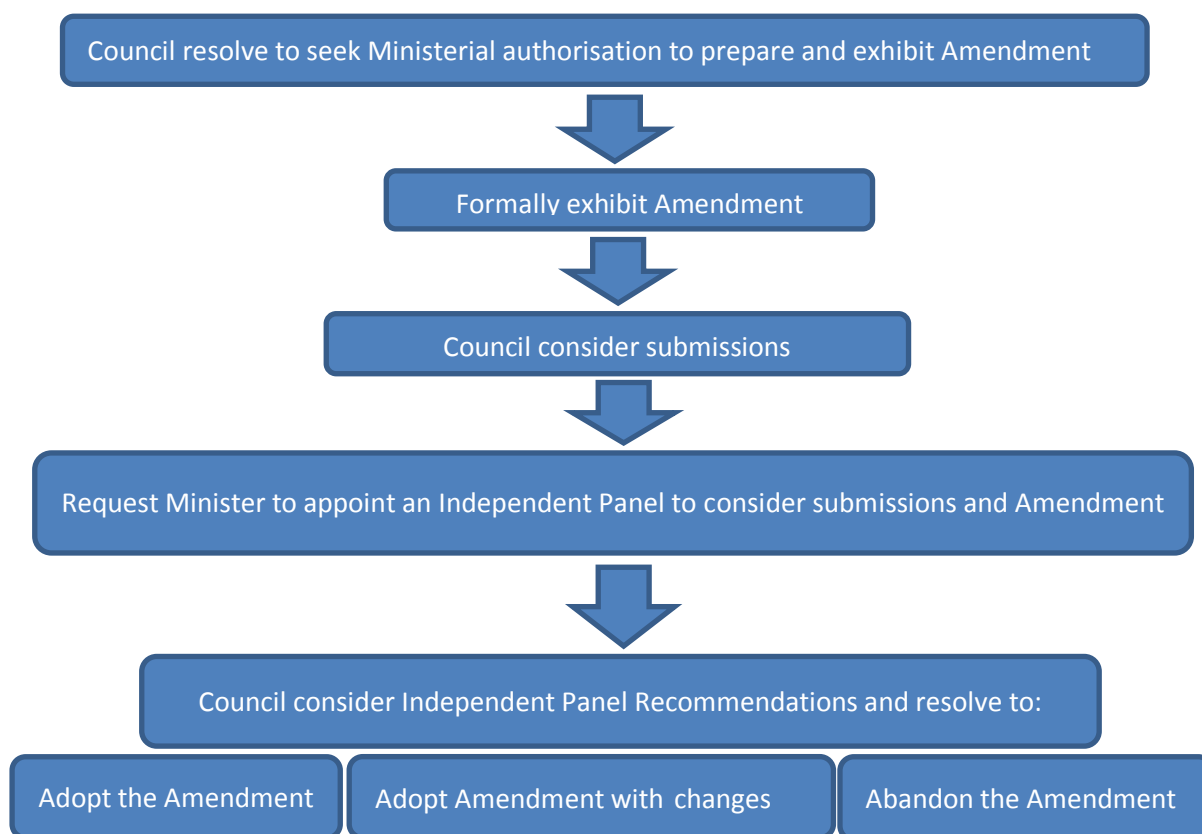 Council resolve to seek Ministerial authorisation to prepare and exhibit Amendment
Formally exhibit Amendment
Council consider submissions
Request Minister to appoint an Independent Panel to consider submissions and Amendment
Council consider Independent Panel Recommendations and resolve to:
Adopt the Amendment
Adopt Amendment with changes
Abandon the Amendment